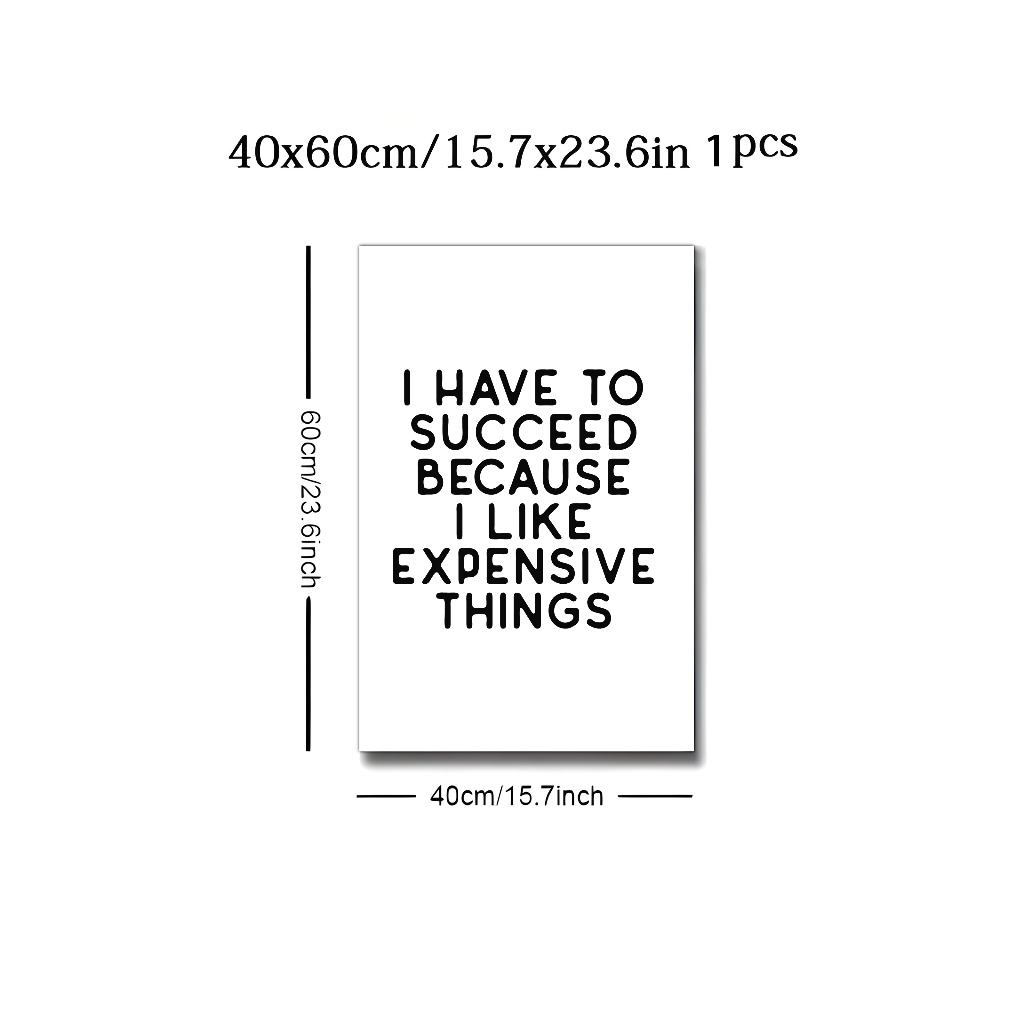 40x60cm/15.7x23.6in 1pcs
60cm/23.6inch
I HAVE TO
SUCCEED
BECAUSE
I LIKE
EXPENSIVE
THINGS
40cm/15.7inch